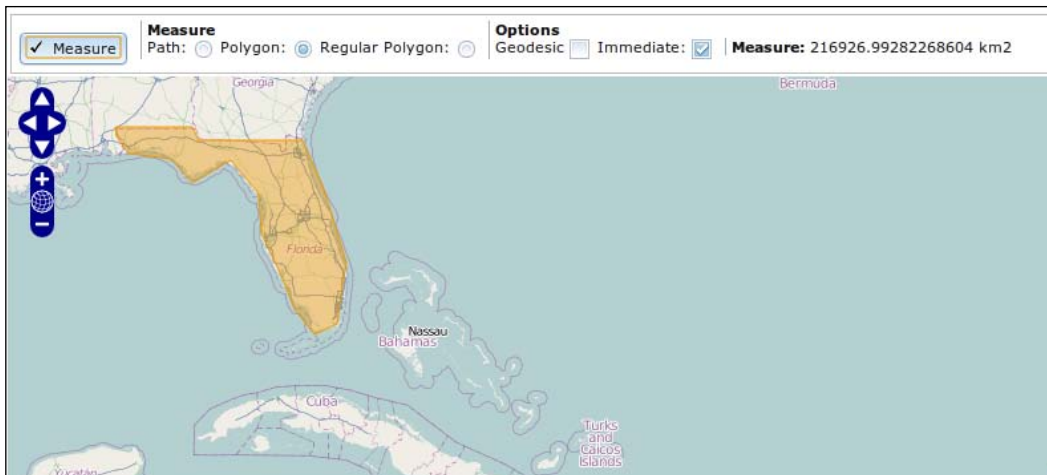 Measure
Measure
Path: Polygon: Regular Polygon:
Options
Geodesic Immediate:
Measure: 216926.99282268604 km2
Georgia
Bermuda
Florida
Nassau
Bahamas
Cuba
Turks
and
Caicos
Islands
Yucatán